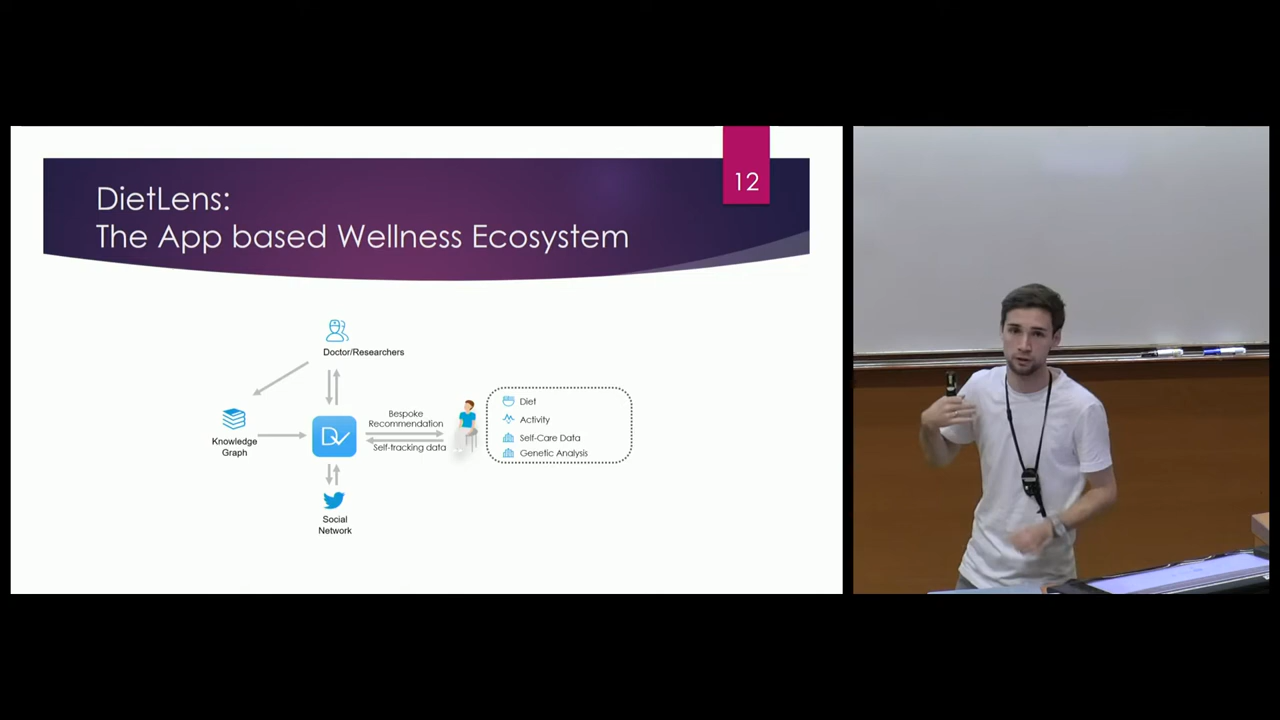 12
DietLens:
The App based Wellness Ecosystem
Doctor/Researchers
Knowledge
Graph
Bespoke
Recommendation
Self-tracking data
Diet
Activity
Self-Care Data
Genetic Analysis
Social
Network